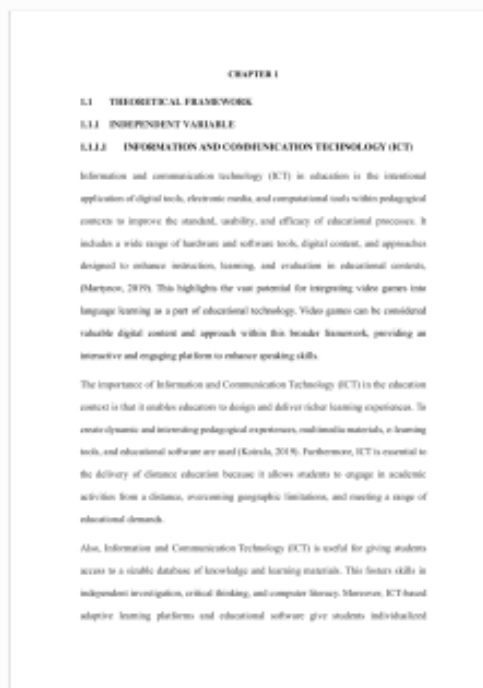 CHAPTER 1
1.1 THEORETICAL FRAMEWORK
1.1.1 INDEPENDENT VARIABLE
1.1.1.1 INFORMATION AND COMMUNICATION TECHNOLOGY (ICT)
Information and communication technology (ICT) in education is the intentional
application of digital tools, electronic media, and computational tools within pedagogical
contexts to improve the standard, usability, and efficacy of educational processes. It
includes a wide range of hardware and software tools, digital content, and approaches
designed to enhance instruction, learning, and evaluation in educational contexts,
(Martynov, 2019). This highlights the vast potential for integrating video games into
language learning as a part of educational technology. Video games can be considered
valuable digital content and approach within this broader framework, providing an
interactive and engaging platform to enhance speaking skills.
The importance of Information and Communication Technology (ICT) in the education
context is that it enables educators to design and deliver richer learning experiences. To
create dynamic and interesting pedagogical experiences, multimedia materials, e-learning
tools, and educational software are used (Koirala, 2019). Furthermore, ICT is essential to
the delivery of distance education because it allows students to engage in academic
activities from a distance, overcoming geographic limitations, and meeting a range of
educational demands.
Also, Information and Communication Technology (ICT) is useful for giving students
access to a sizable database of knowledge and learning materials. This fosters skills in
independent investigation, critical thinking, and computer literacy. Moreover, ICT-based
adaptive learning platforms and educational software give students individualized